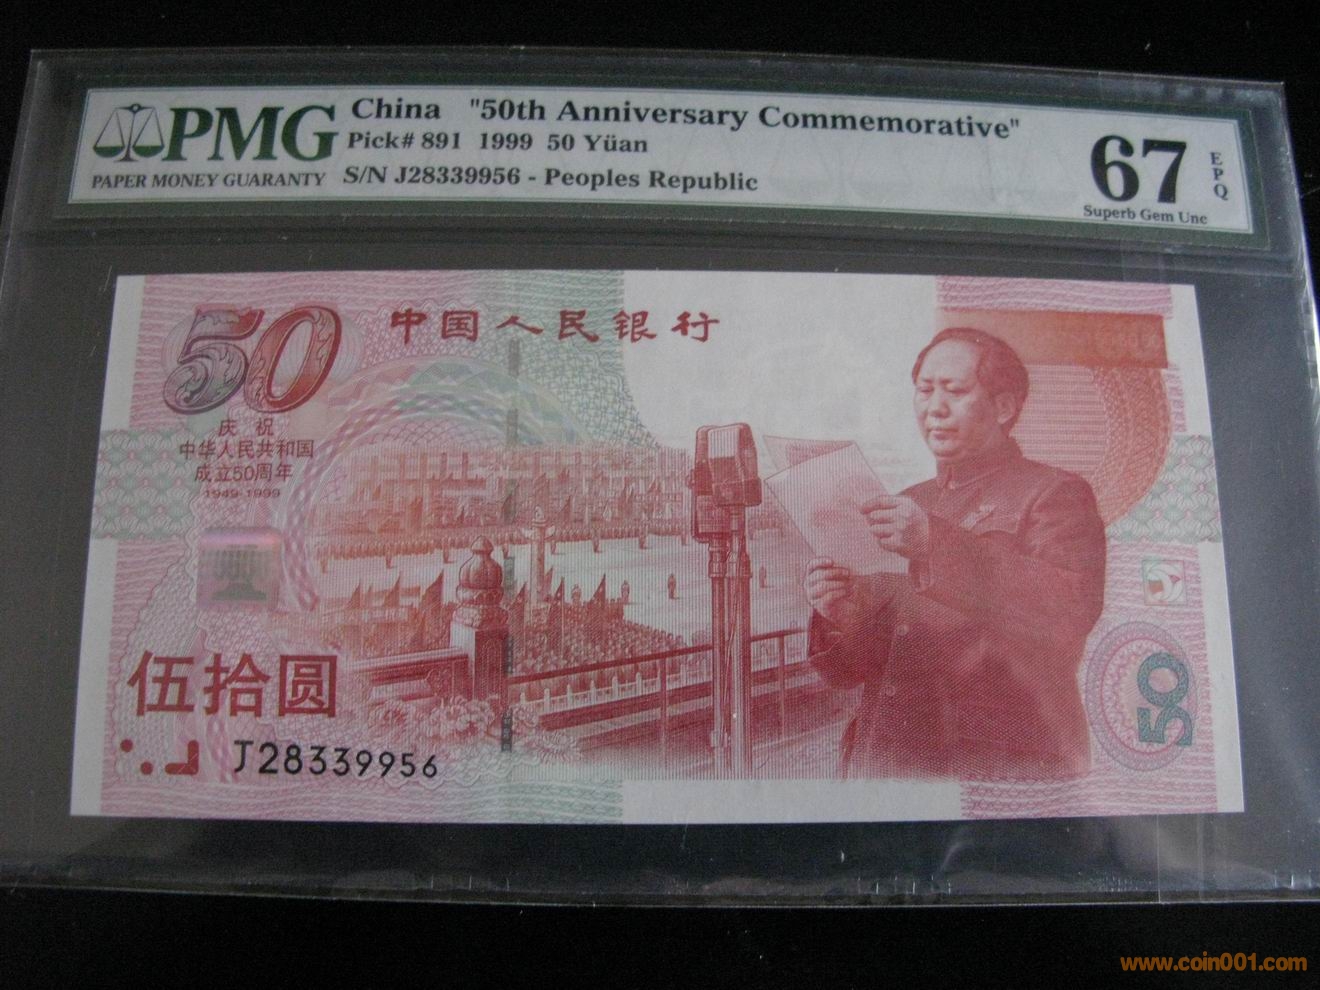 PMG
PAPER MONEY GUARANTY
China "50th Anniversary Commemorative"
Pick# 891 1999 50 Yüan
S/N J28339956 - Peoples Republic
67
EPQ
Superb Gem Unc
50
中国人民银行
庆祝
中华人民共和国
成立50周年
1949-1999
伍拾圆
J28339956
50
www.coin001.com